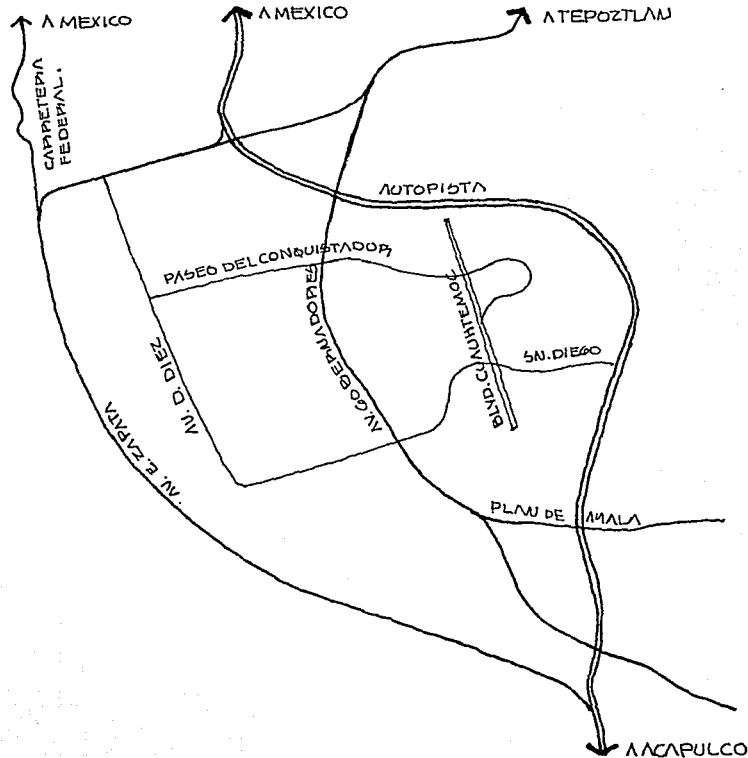 A MEXICO
A MEXICO
A TEPOZTLAN
CARRETERA
FEDERAL.
AUTOPISTA
PASEO DEL CONQUISTADOR
BLVD. CUAUHTEMOC
SN. DIEGO
AV. D. DIEZ
AV. GOBERNADORES
AV. E. ZAPATA
PLAN DE AYALA
A ACAPULCO